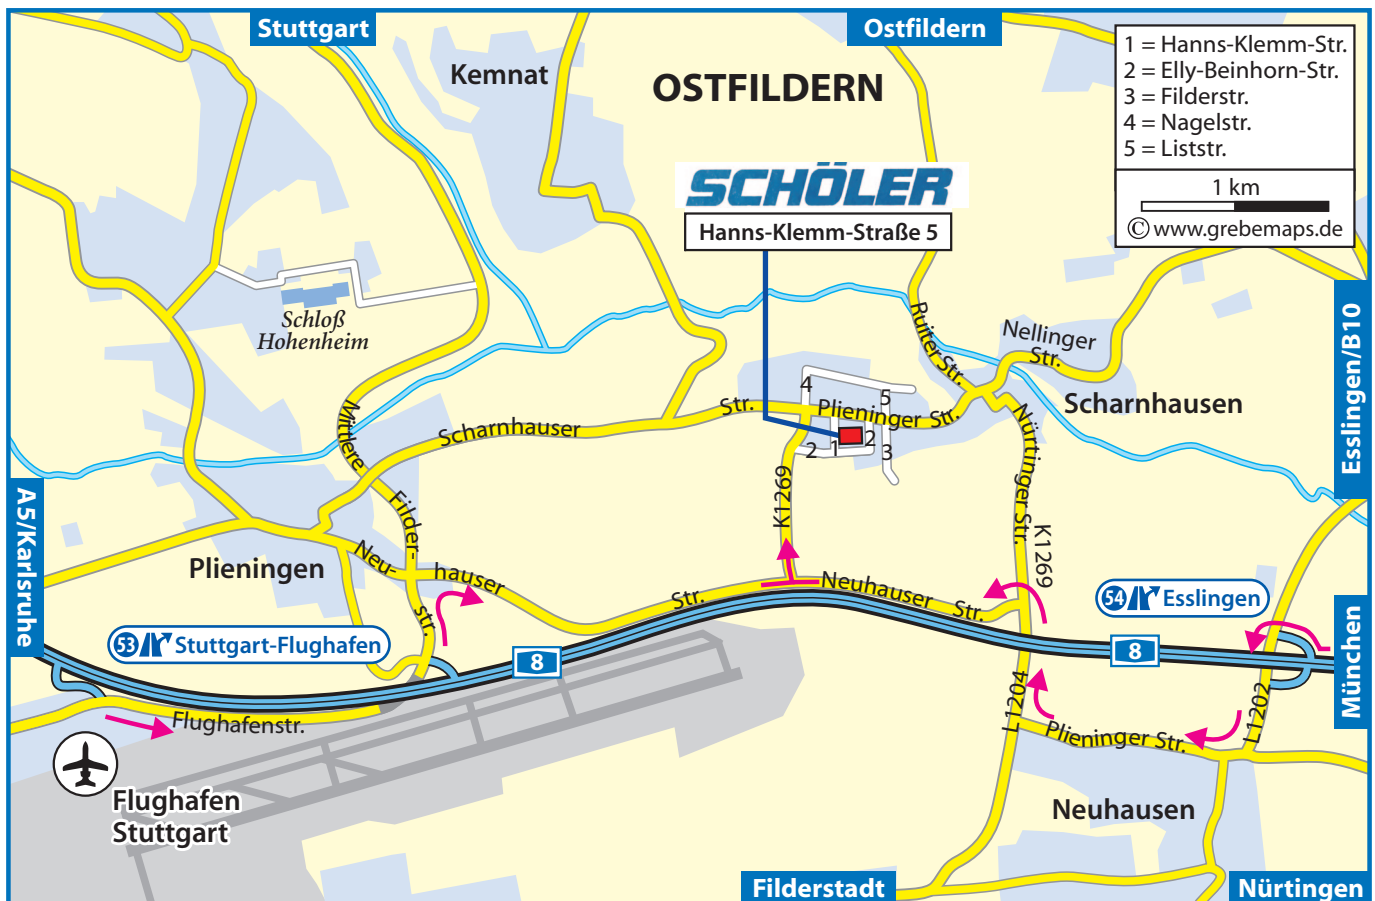 Stuttgart
Ostfildern
1 = Hanns-Klemm-Str.
2 = Elly-Beinhorn-Str.
3 = Filderstr.
4 = Nagelstr.
5 = Liststr.
1 km
© www.grebemaps.de
Kemnat
OSTFILDERN
SCHÖLER
Hanns-Klemm-Straße 5
Schloß
Hohenheim
Ruiter Str.
Nellinger
Str.
Esslingen/B10
4
5
Scharnhausen
Str.
Plieninger Str.
Scharnhauser
Mittlere
Filder-
str.
2
1
2
3
K1269
Nürtinger Str.
K1269
A5/Karlsruhe
Plieningen
Neu-
hauser
Str.
Neuhauser
Str.
54 Esslingen
53 Stuttgart-Flughafen
8
8
München
L1204
L1202
Flughafenstr.
Plieninger Str.
Flughafen
Stuttgart
Neuhausen
Filderstadt
Nürtingen